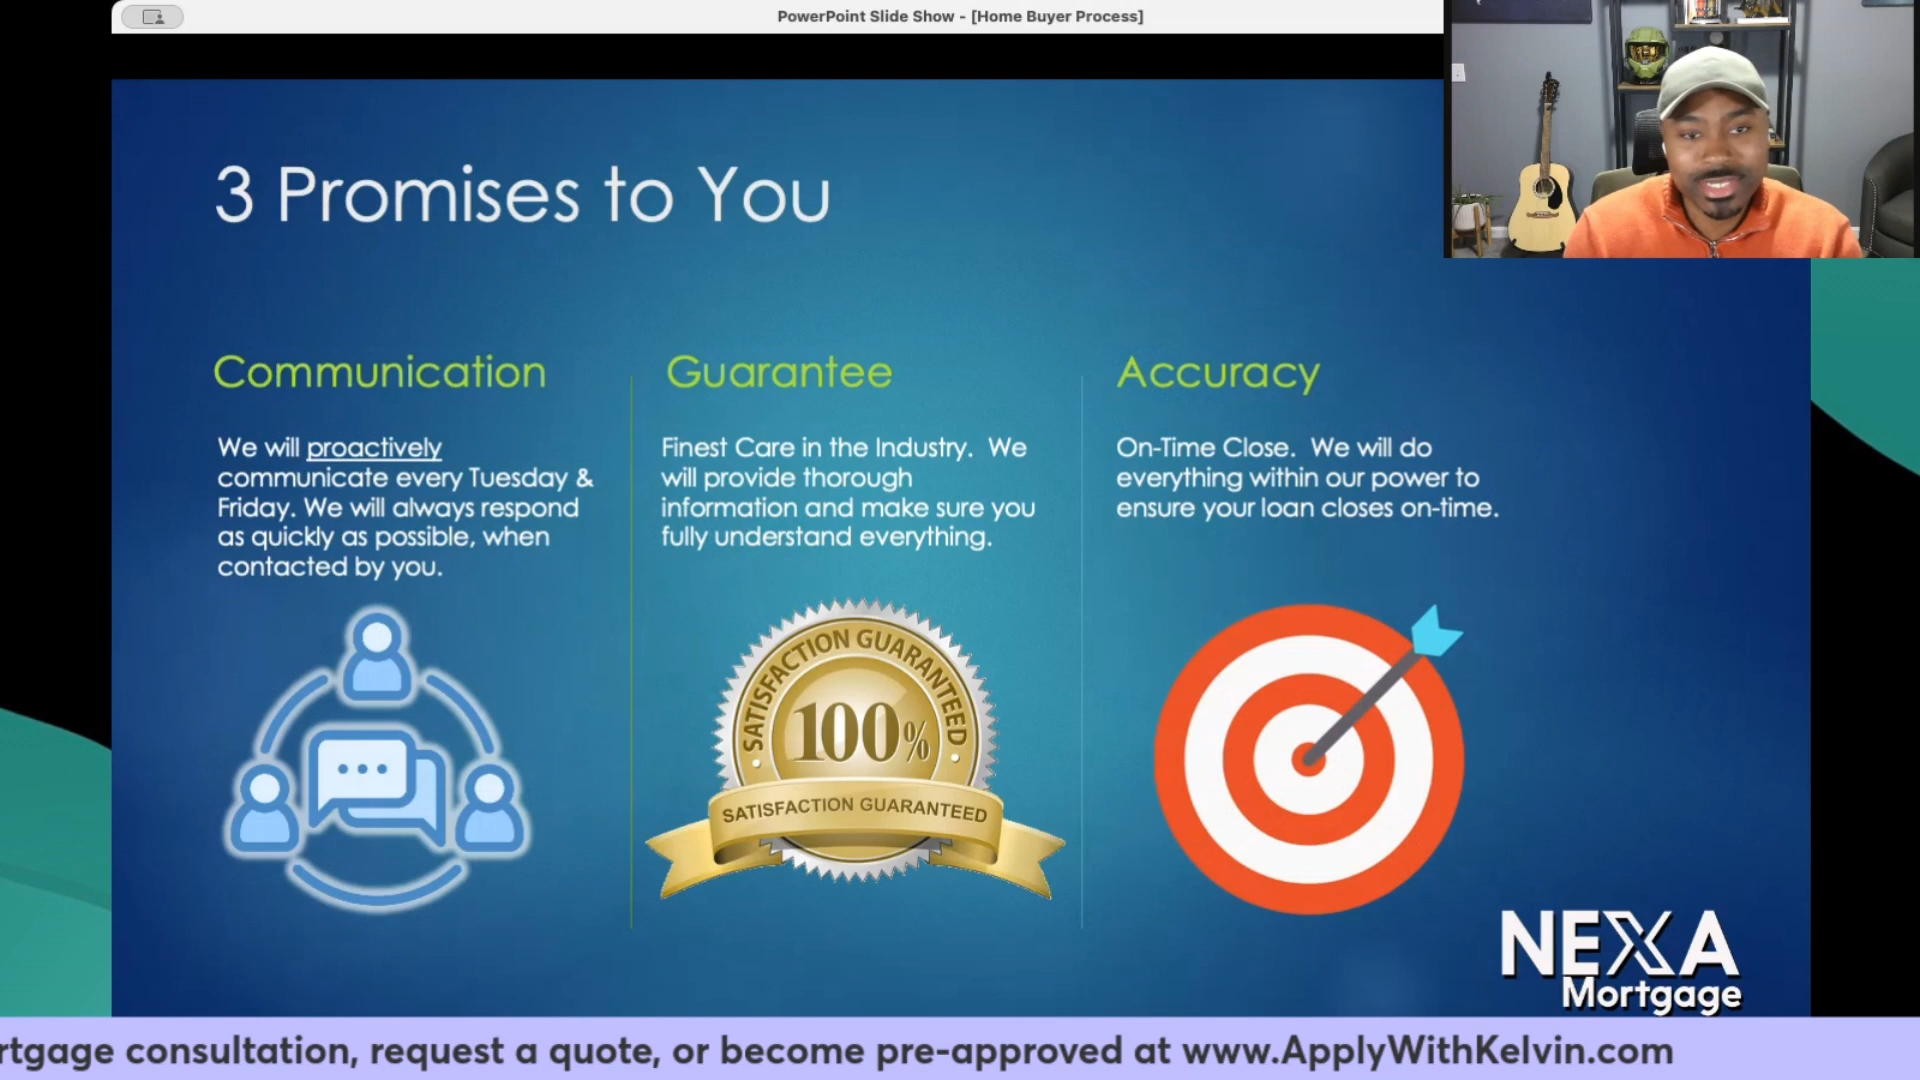 PowerPoint Slide Show - [Home Buyer Process]
3 Promises to You
Communication
We will proactively
communicate every Tuesday &
Friday. We will always respond
as quickly as possible, when
contacted by you.
Guarantee
Finest Care in the Industry. We
will provide thorough
information and make sure you
fully understand everything.
SATISFACTION GUARANTEED
100%
SATISFACTION GUARANTEED
Accuracy
On-Time Close. We will do
everything within our power to
ensure your loan closes on-time.
NEXA
Mortgage
rtgage consultation, request a quote, or become pre-approved at www.ApplyWithKelvin.com